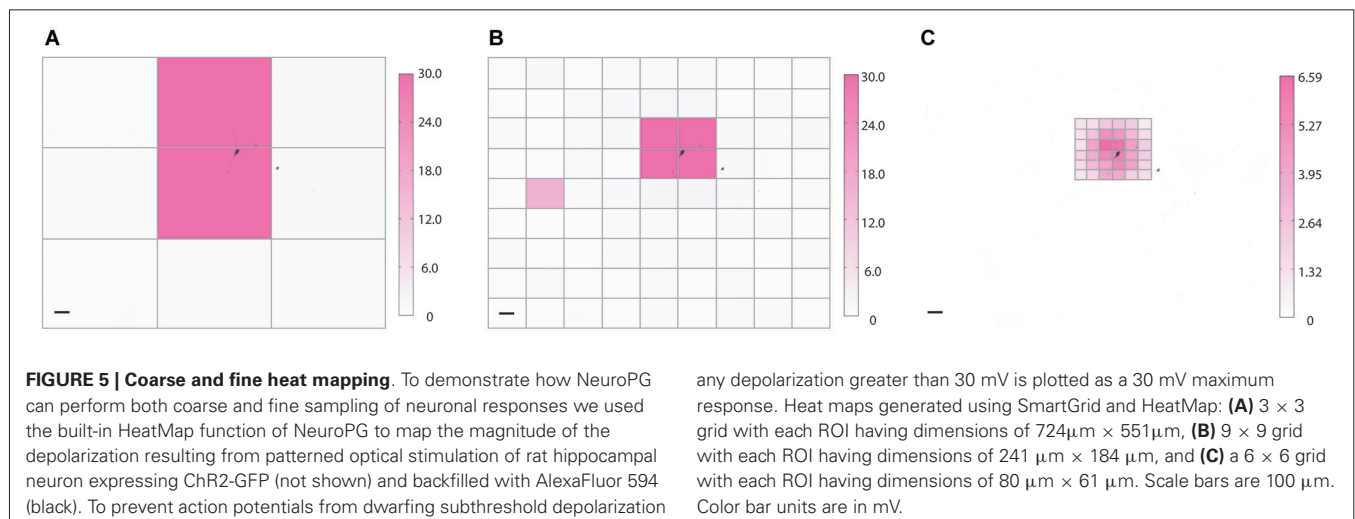 A
B
C
30.0
24.0
18.0
12.0
6.0
0
30.0
24.0
18.0
12.0
6.0
0
6.59
5.27
3.95
2.64
1.32
0
FIGURE 5 | Coarse and fine heat mapping. To demonstrate how NeuroPG
can perform both coarse and fine sampling of neuronal responses we used
the built-in HeatMap function of NeuroPG to map the magnitude of the
depolarization resulting from patterned optical stimulation of rat hippocampal
neuron expressing ChR2-GFP (not shown) and backfilled with AlexaFluor 594
(black). To prevent action potentials from dwarfing subthreshold depolarization
any depolarization greater than 30 mV is plotted as a 30 mV maximum
response. Heat maps generated using SmartGrid and HeatMap: (A) 3 × 3
grid with each ROI having dimensions of 724μm × 551μm, (B) 9 × 9 grid
with each ROI having dimensions of 241 μm × 184 μm, and (C) a 6 × 6 grid
with each ROI having dimensions of 80 μm × 61 μm. Scale bars are 100 μm.
Color bar units are in mV.